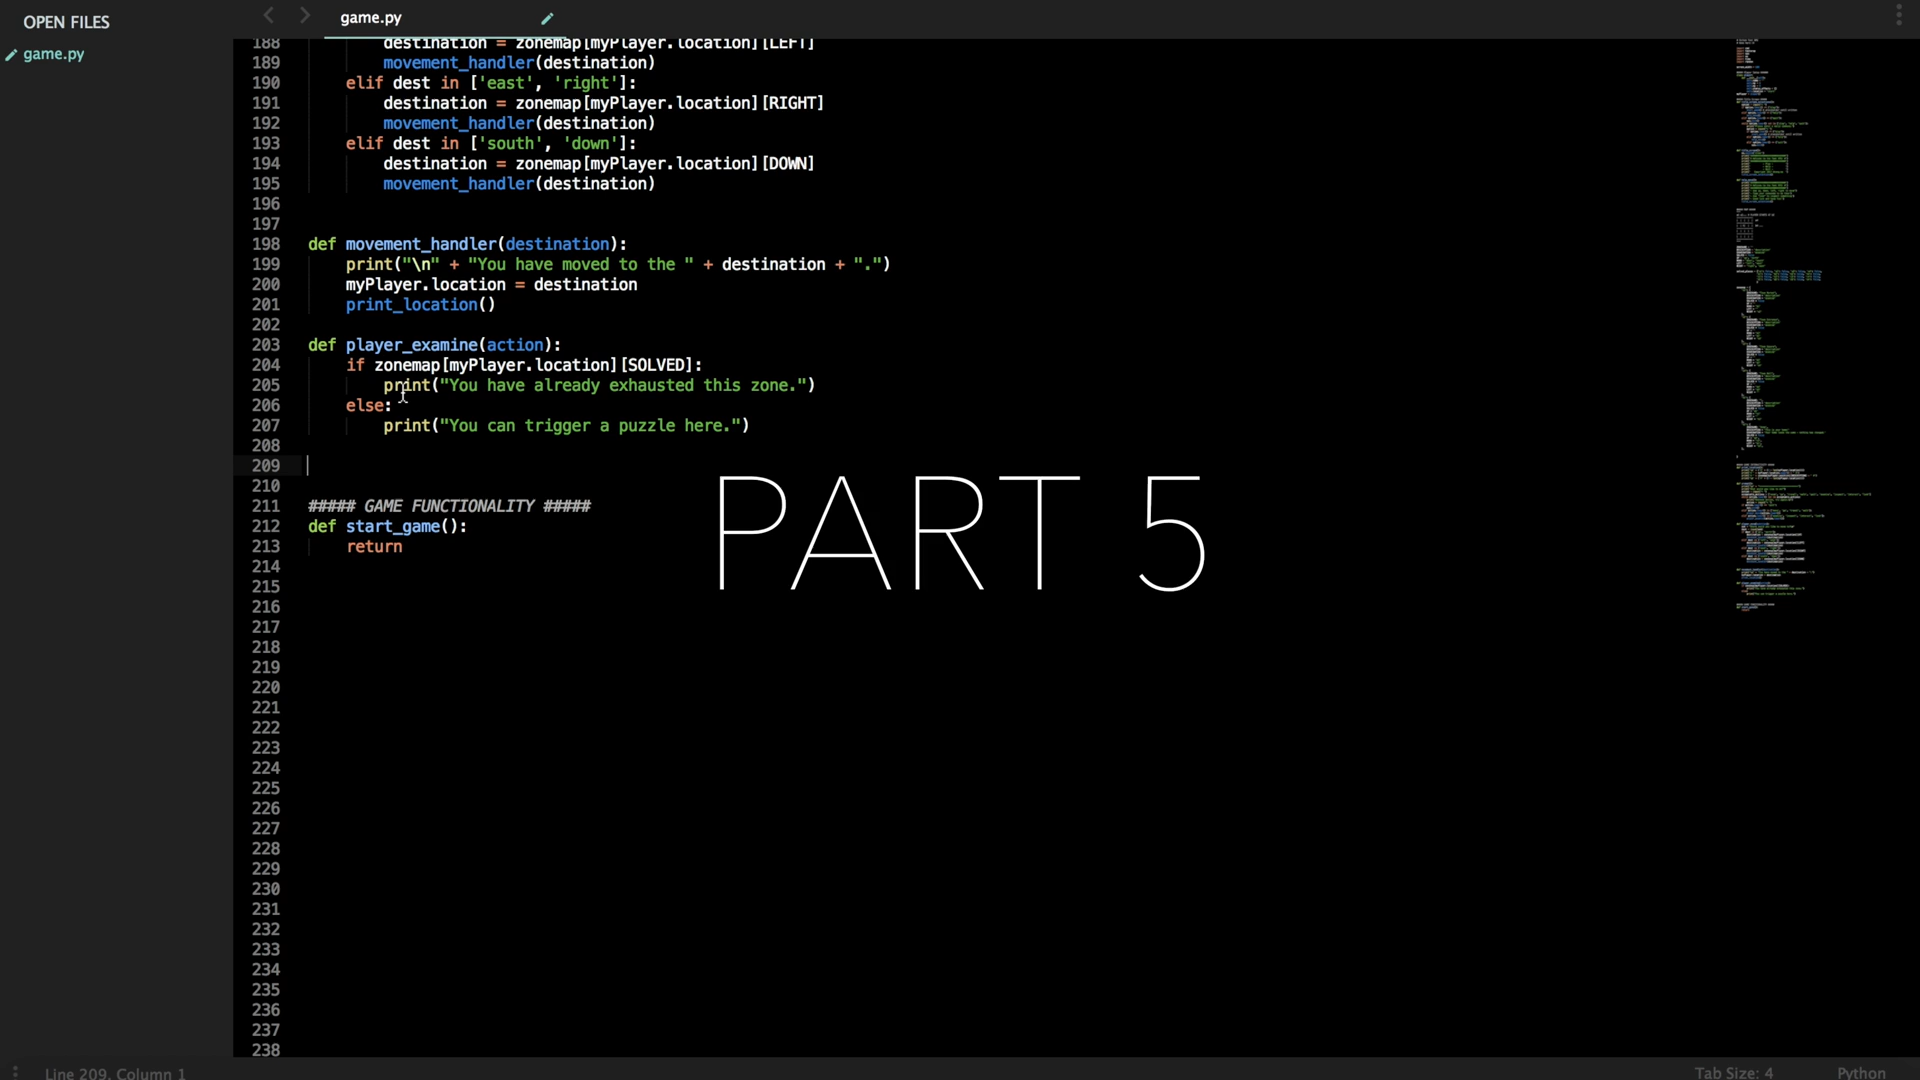 OPEN FILES
game.py
game.py
188 destination = zonemap[myPlayer.location][LEFT]
189 movement_handler(destination)
190 elif dest in ['east', 'right']:
191 destination = zonemap[myPlayer.location][RIGHT]
192 movement_handler(destination)
193 elif dest in ['south', 'down']:
194 destination = zonemap[myPlayer.location][DOWN]
195 movement_handler(destination)
196
197
198 def movement_handler(destination):
199 print("\n" + "You have moved to the " + destination + ".")
200 myPlayer.location = destination
201 print_location()
202
203 def player_examine(action):
204 if zonemap[myPlayer.location][SOLVED]:
205 print("You have already exhausted this zone.")
206 else:
207 print("You can trigger a puzzle here.")
208
209
210
211 ##### GAME FUNCTIONALITY #####
212 def start_game():
213 return
PART 5
214
215
216
217
218
219
220
221
222
223
224
225
226
227
228
229
230
231
232
233
234
235
236
237
238
Line 209, Column 1
Tab Size: 4
Python